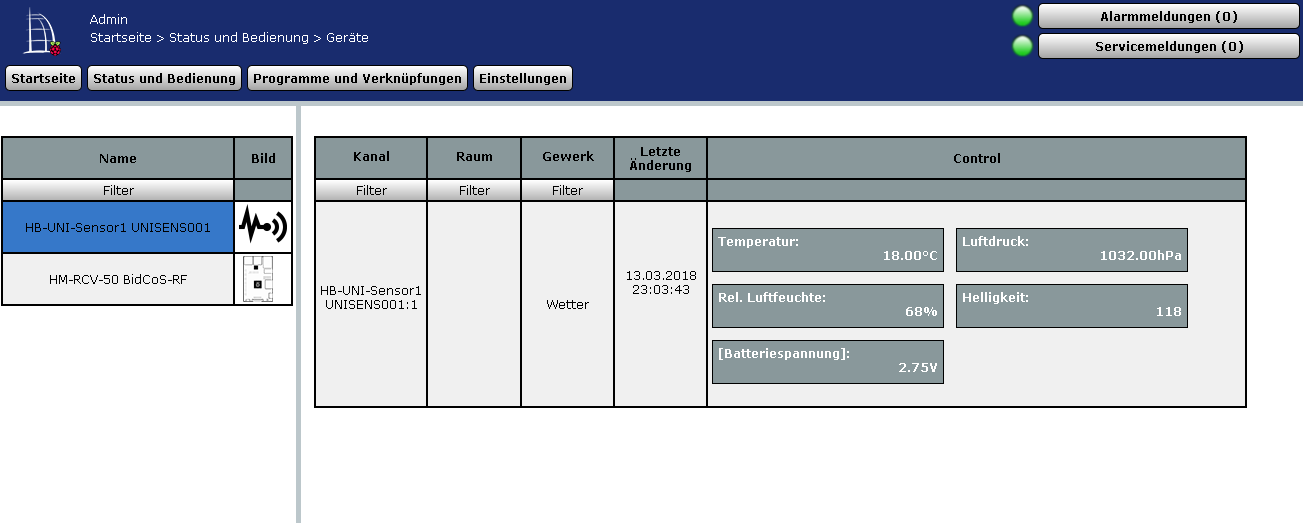 Admin
Startseite > Status und Bedienung > Geräte
Alarmmeldungen (0)
Servicemeldungen (0)
Startseite
Status und Bedienung
Programme und Verknüpfungen
Einstellungen
Name
Bild
Filter
HB-UNI-Sensor1 UNISENS001
HM-RCV-50 BidCoS-RF
Kanal
Raum
Gewerk
Letzte
Änderung
Control
Filter
Filter
Filter
HB-UNI-Sensor1
UNISENS001:1
Wetter
13.03.2018
23:03:43
Temperatur:
18.00°C
Luftdruck:
1032.00hPa
Rel. Luftfeuchte:
68%
Helligkeit:
118
[Batteriespannung]:
2.75V